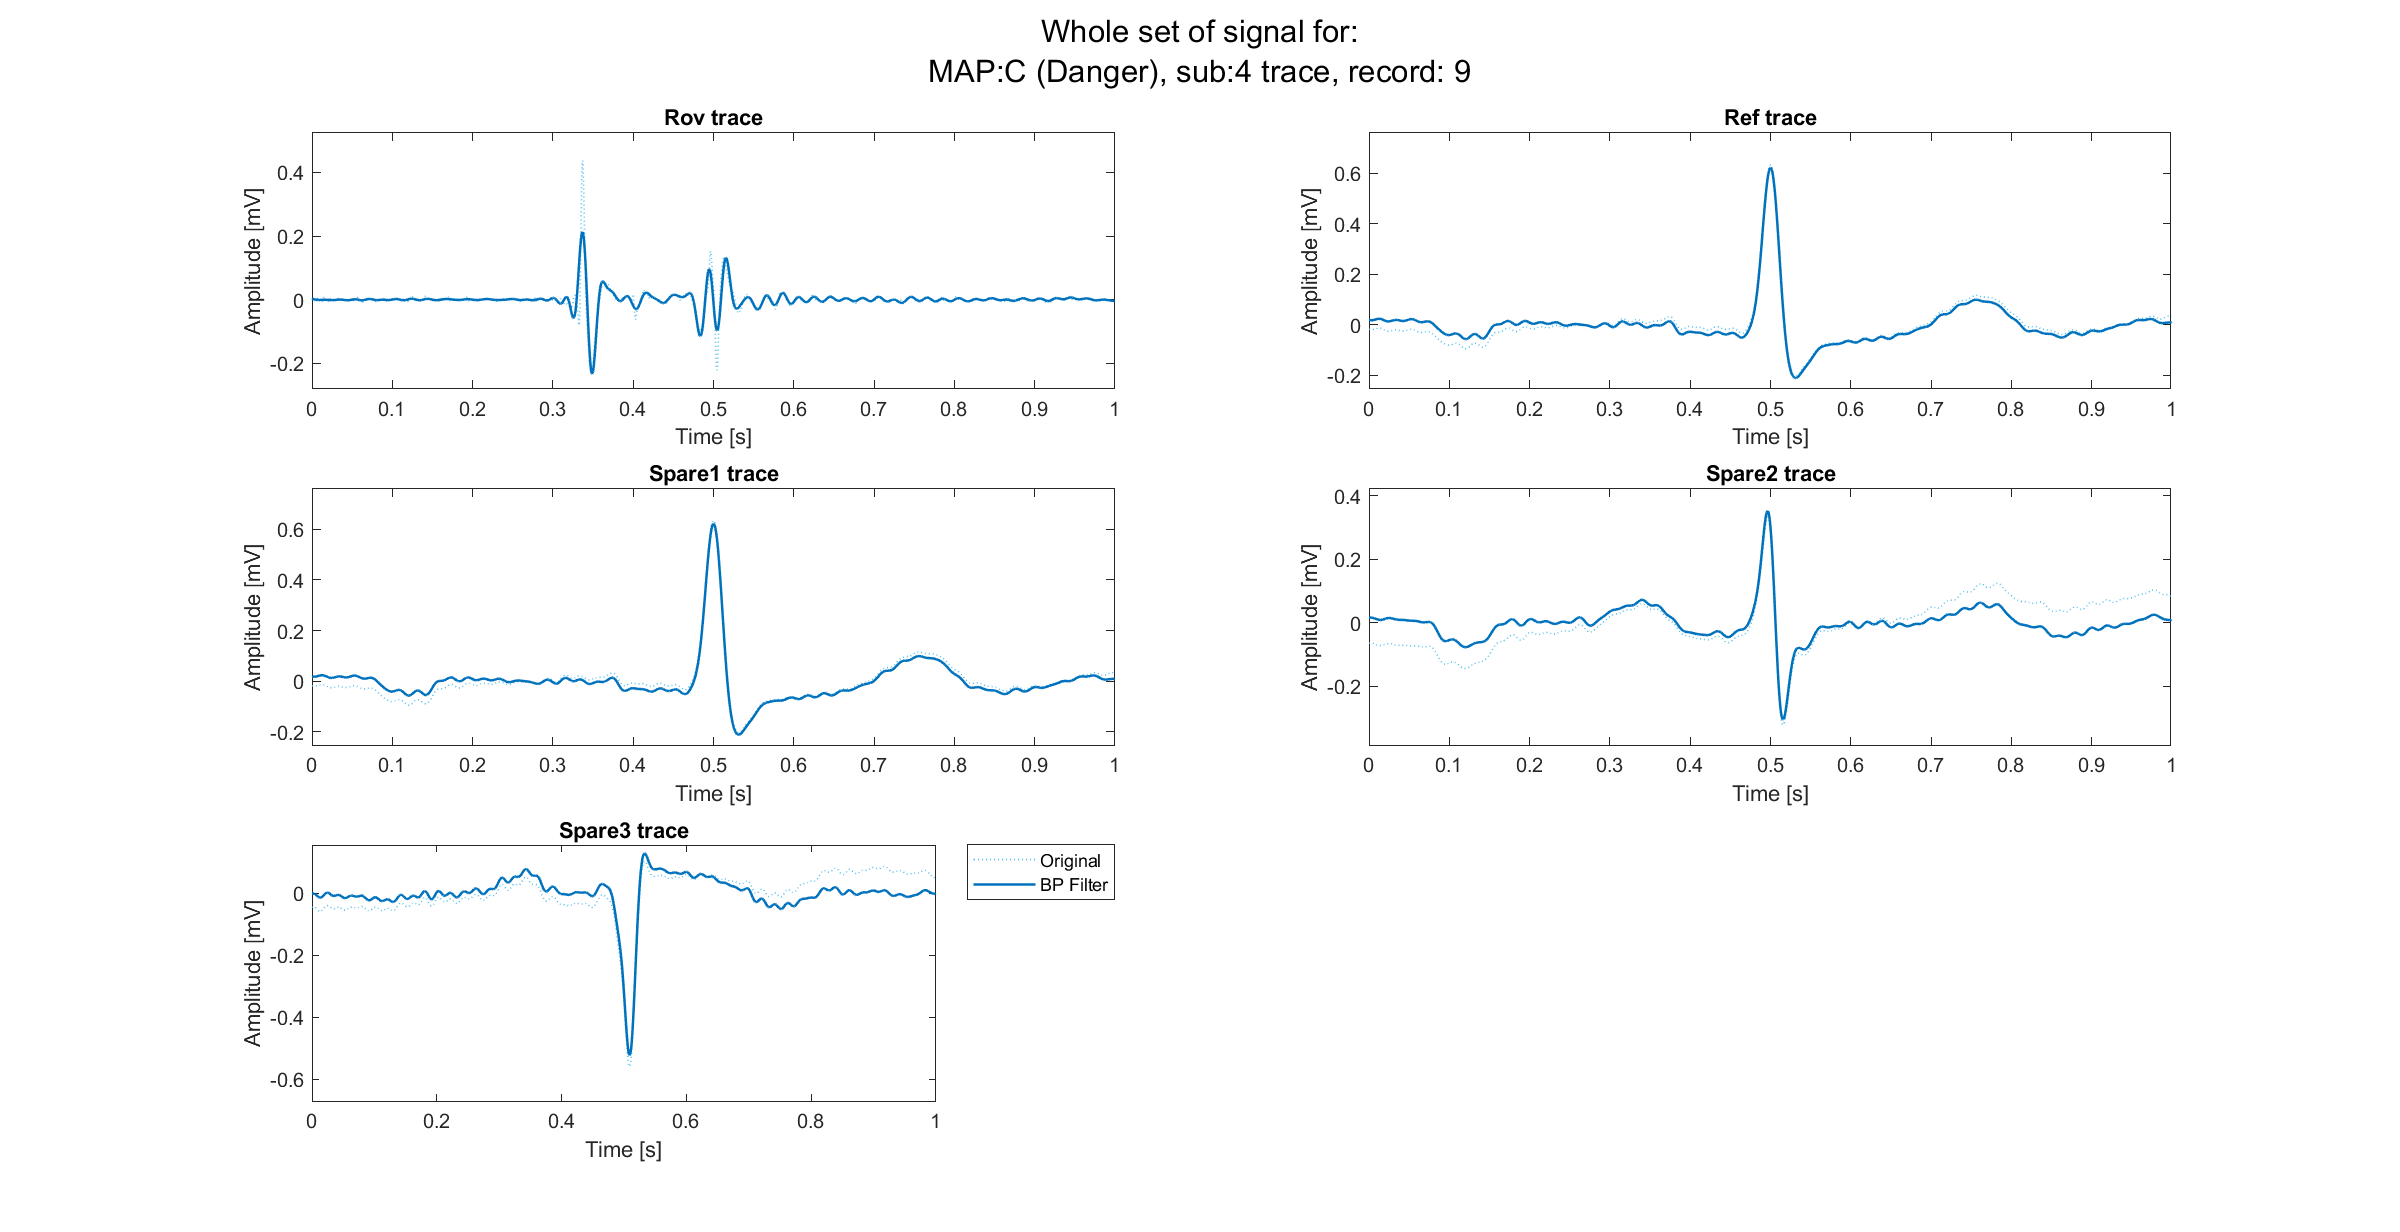 Whole set of signal for:
MAP:C (Danger), sub:4 trace, record: 9
Rov trace
Amplitude [mV]
0.4
0.2
0
-0.2
0 0.1 0.2 0.3 0.4 0.5 0.6 0.7 0.8 0.9 1
Time [s]
Ref trace
Amplitude [mV]
0.6
0.4
0.2
0
-0.2
0 0.1 0.2 0.3 0.4 0.5 0.6 0.7 0.8 0.9 1
Time [s]
Spare1 trace
Amplitude [mV]
0.6
0.4
0.2
0
-0.2
0 0.1 0.2 0.3 0.4 0.5 0.6 0.7 0.8 0.9 1
Time [s]
Spare2 trace
Amplitude [mV]
0.4
0.2
0
-0.2
0 0.1 0.2 0.3 0.4 0.5 0.6 0.7 0.8 0.9 1
Time [s]
Spare3 trace
Amplitude [mV]
0
-0.2
-0.4
-0.6
0 0.2 0.4 0.6 0.8 1
Time [s]
Original
BP Filter